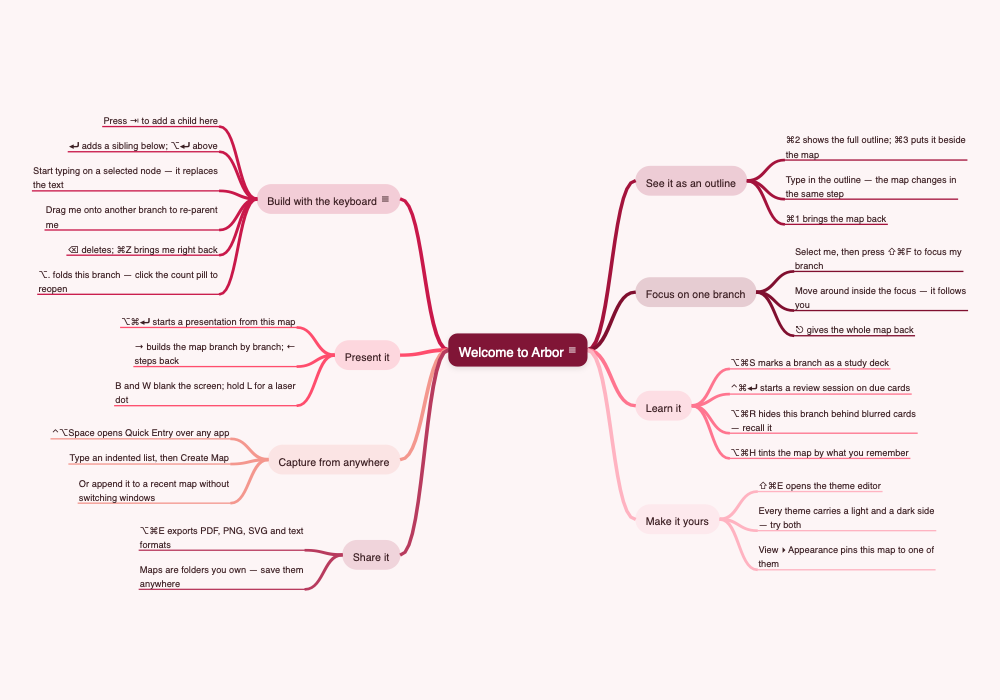 Welcome to Arbor
Build with the keyboard
Press ⇥ to add a child here
↩ adds a sibling below; ⌥↩ above
Start typing on a selected node — it replaces
the text
Drag me onto another branch to re-parent
me
⌫ deletes; ⌘Z brings me right back
⌥. folds this branch — click the count pill to
reopen
Present it
⌥⌘↩ starts a presentation from this map
→ builds the map branch by branch; ←
steps back
B and W blank the screen; hold L for a laser
dot
Capture from anywhere
^⌥Space opens Quick Entry over any app
Type an indented list, then Create Map
Or append it to a recent map without
switching windows
Share it
⌥⌘E exports PDF, PNG, SVG and text
formats
Maps are folders you own — save them
anywhere
See it as an outline
⌘2 shows the full outline; ⌘3 puts it beside
the map
Type in the outline — the map changes in
the same step
⌘1 brings the map back
Focus on one branch
Select me, then press ⇧⌘F to focus my
branch
Move around inside the focus — it follows
you
⎋ gives the whole map back
Learn it
⌥⌘S marks a branch as a study deck
^⌘↩ starts a review session on due cards
⌥⌘R hides this branch behind blurred cards
— recall it
⌥⌘H tints the map by what you remember
Make it yours
⇧⌘E opens the theme editor
Every theme carries a light and a dark side
— try both
View ▸ Appearance pins this map to one of
them